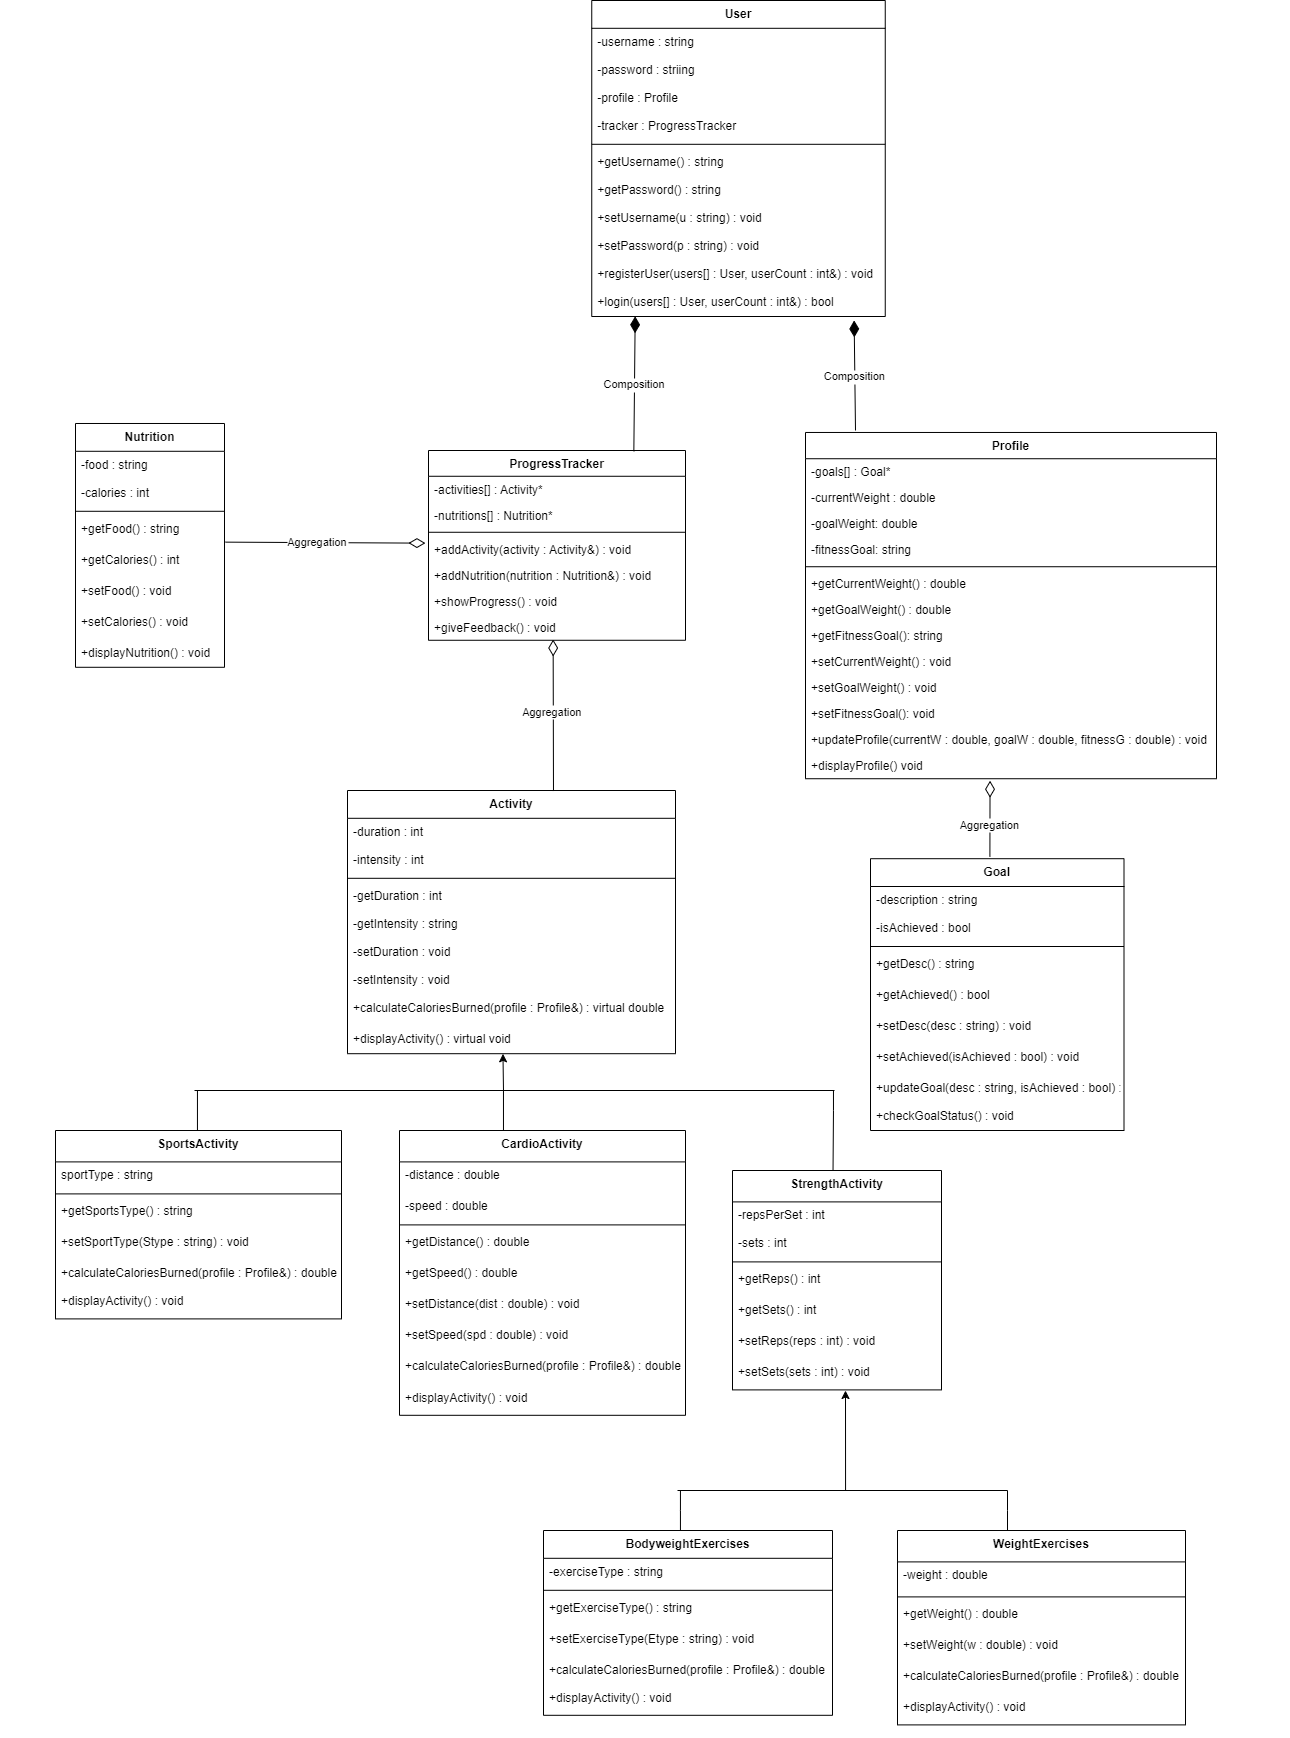 User
-username : string
-password : striing
-profile : Profile
-tracker : ProgressTracker
+getUsername() : string
+getPassword() : string
+setUsername(u : string) : void
+setPassword(p : string) : void
+registerUser(users[] : User, userCount : int&) : void
+login(users[] : User, userCount : int&) : bool
Composition
Composition
Nutrition
-food : string
-calories : int
+getFood() : string
+getCalories() : int
+setFood() : void
+setCalories() : void
+displayNutrition() : void
Aggregation
ProgressTracker
-activities[] : Activity*
-nutritions[] : Nutrition*
+addActivity(activity : Activity&) : void
+addNutrition(nutrition : Nutrition&) : void
+showProgress() : void
+giveFeedback() : void
Profile
-goals[] : Goal*
-currentWeight : double
-goalWeight: double
-fitnessGoal: string
+getCurrentWeight() : double
+getGoalWeight() : double
+getFitnessGoal(): string
+setCurrentWeight() : void
+setGoalWeight() : void
+setFitnessGoal(): void
+updateProfile(currentW : double, goalW : double, fitnessG : double) : void
+displayProfile() void
Aggregation
Aggregation
Activity
-duration : int
-intensity : int
-getDuration : int
-getIntensity : string
-setDuration : void
-setIntensity : void
+calculateCaloriesBurned(profile : Profile&) : virtual double
+displayActivity() : virtual void
Goal
-description : string
-isAchieved : bool
+getDesc() : string
+getAchieved() : bool
+setDesc(desc : string) : void
+setAchieved(isAchieved : bool) : void
+updateGoal(desc : string, isAchieved : bool) :
+checkGoalStatus() : void
SportsActivity
sportType : string
+getSportsType() : string
+setSportType(Stype : string) : void
+calculateCaloriesBurned(profile : Profile&) : double
+displayActivity() : void
CardioActivity
-distance : double
-speed : double
+getDistance() : double
+getSpeed() : double
+setDistance(dist : double) : void
+setSpeed(spd : double) : void
+calculateCaloriesBurned(profile : Profile&) : double
+displayActivity() : void
StrengthActivity
-repsPerSet : int
-sets : int
+getReps() : int
+getSets() : int
+setReps(reps : int) : void
+setSets(sets : int) : void
BodyweightExercises
-exerciseType : string
+getExerciseType() : string
+setExerciseType(Etype : string) : void
+calculateCaloriesBurned(profile : Profile&) : double
+displayActivity() : void
WeightExercises
-weight : double
+getWeight() : double
+setWeight(w : double) : void
+calculateCaloriesBurned(profile : Profile&) : double
+displayActivity() : void